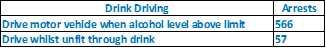 Drink Driving Arrests
Drive motor vehicle when alcohol level above limit 566
Drive whilst unfit through drink 57